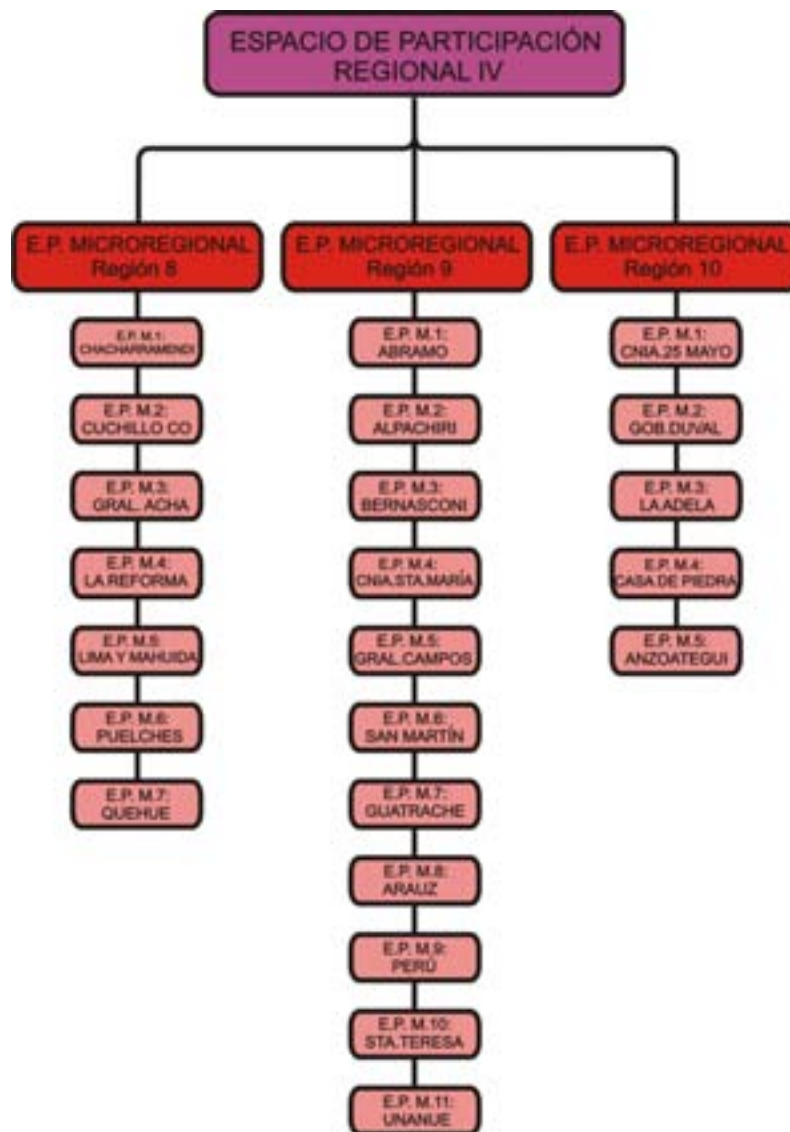 ESPACIO DE PARTICIPACIÓN
REGIONAL IV
E.P. MICROREGIONAL
Región 8
E.P. M.1:
CHACHARRAMENDI
E.P. M.2:
CUCHILLO CO
E.P. M.3:
GRAL. ACHA
E.P. M.4:
LA REFORMA
E.P. M.5:
LIMA Y MAHUIDA
E.P. M.6:
PUELCHES
E.P. M.7:
QUEHUE
E.P. MICROREGIONAL
Región 9
E.P. M.1:
ABRAMO
E.P. M.2:
ALPACHIRI
E.P. M.3:
BERNASCONI
E.P. M.4:
CNIA.STA.MARÍA
E.P. M.5:
GRAL.CAMPOS
E.P. M.6:
SAN MARTÍN
E.P. M.7:
GUATRACHE
E.P. M.8:
ARAUZ
E.P. M.9:
PERÚ
E.P. M.10:
STA.TERESA
E.P. M.11:
UNANUE
E.P. MICROREGIONAL
Región 10
E.P. M.1:
CNIA.25 MAYO
E.P. M.2:
GOB.DUVAL
E.P. M.3:
LA ADELA
E.P. M.4:
CASA DE PIEDRA
E.P. M.5:
ANZOATEGUI